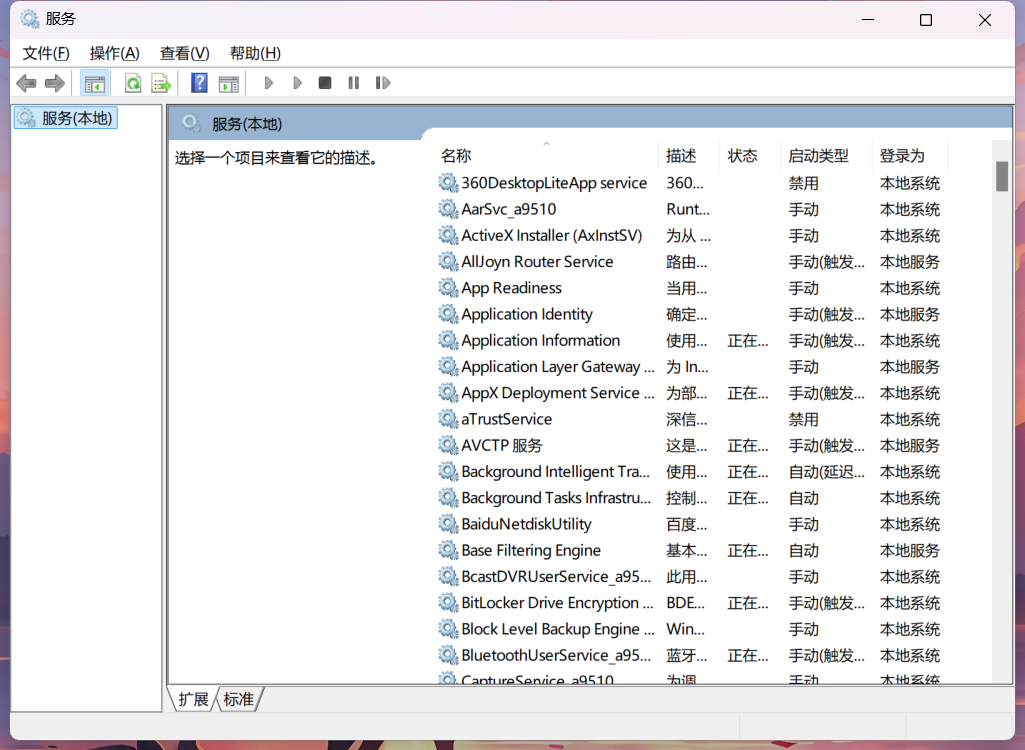 服务
文件(F) 操作(A) 查看(V) 帮助(H)
服务(本地)
服务(本地)
选择一个项目来查看它的描述。
名称 描述 状态 启动类型 登录为
360DesktopLiteApp service 360... 禁用 本地系统
AarSvc_a9510 Runt... 手动 本地系统
ActiveX Installer (AxInstSV) 为从 ... 手动 本地系统
AllJoyn Router Service 路由... 手动(触发... 本地服务
App Readiness 当用... 手动 本地系统
Application Identity 确定... 手动(触发... 本地服务
Application Information 使用... 正在... 手动(触发... 本地系统
Application Layer Gateway ... 为 In... 手动 本地服务
AppX Deployment Service ... 为部... 正在... 手动(触发... 本地系统
aTrustService 深信... 禁用 本地系统
AVCTP 服务 这是... 正在... 手动(触发... 本地服务
Background Intelligent Tra... 使用... 正在... 自动(延迟... 本地系统
Background Tasks Infrastru... 控制... 正在... 自动 本地系统
BaiduNetdiskUtility 百度... 手动 本地系统
Base Filtering Engine 基本... 正在... 自动 本地服务
BcastDVRUserService_a95... 此用... 手动 本地系统
BitLocker Drive Encryption ... BDE... 正在... 手动(触发... 本地系统
Block Level Backup Engine ... Win... 手动 本地系统
BluetoothUserService_a95... 蓝牙... 正在... 手动(触发... 本地系统
CaptureService_a9510 为调... 手动 本地系统
扩展 标准